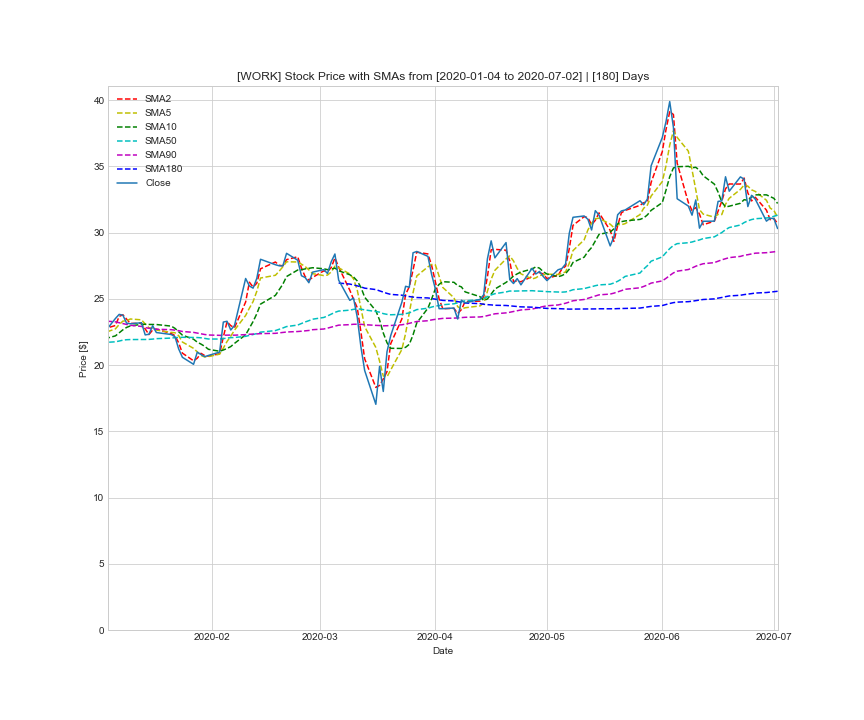 [WORK] Stock Price with SMAs from [2020-01-04 to 2020-07-02] | [180] Days
SMA2
SMA5
SMA10
SMA50
SMA90
SMA180
Close
40
35
30
25
20
15
10
5
0
Price [$]
2020-02 2020-03 2020-04 2020-05 2020-06 2020-07
Date